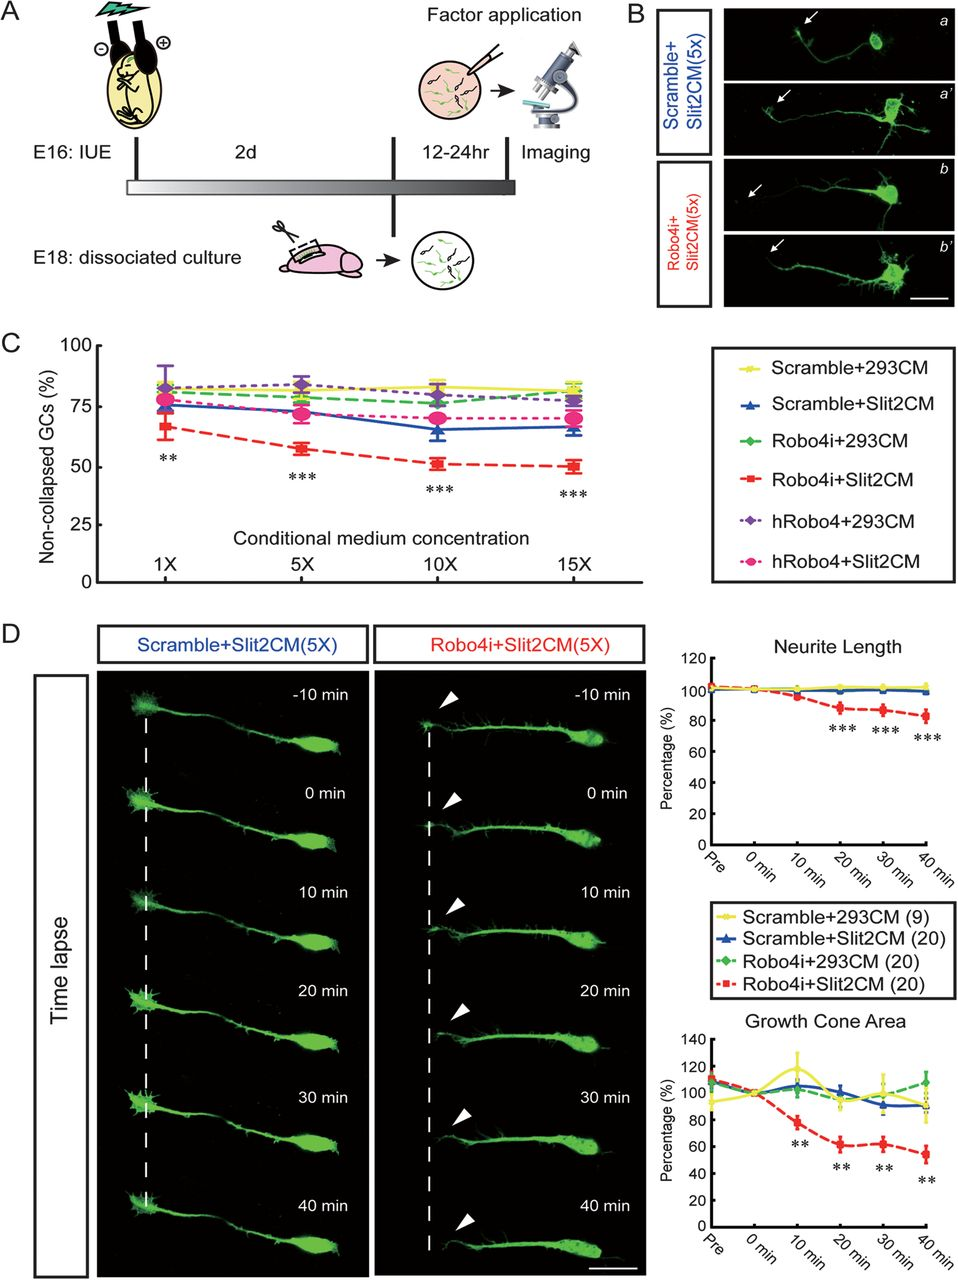 A
Factor application
⊖
⊕
E16: IUE
2d
12-24hr
Imaging
E18: dissociated culture
B
Scramble+
Slit2CM(5x)
Robo4i+
Slit2CM(5x)
a
a'
b
b'
C
Non-collapsed GCs (%)
100
75
50
25
0
**
***
***
***
Conditional medium concentration
1X
5X
10X
15X
Scramble+293CM
Scramble+Slit2CM
Robo4i+293CM
Robo4i+Slit2CM
hRobo4+293CM
hRobo4+Slit2CM
D
Scramble+Slit2CM(5X)
Robo4i+Slit2CM(5X)
Time lapse
-10 min
0 min
10 min
20 min
30 min
40 min
-10 min
0 min
10 min
20 min
30 min
40 min
Neurite Length
Percentage (%)
120
100
80
60
40
20
0
***
***
***
Pre
0 min
10 min
20 min
30 min
40 min
Scramble+293CM (9)
Scramble+Slit2CM (20)
Robo4i+293CM (20)
Robo4i+Slit2CM (20)
Growth Cone Area
Percentage (%)
140
120
100
80
60
40
20
0
**
**
**
**
Pre
0 min
10 min
20 min
30 min
40 min